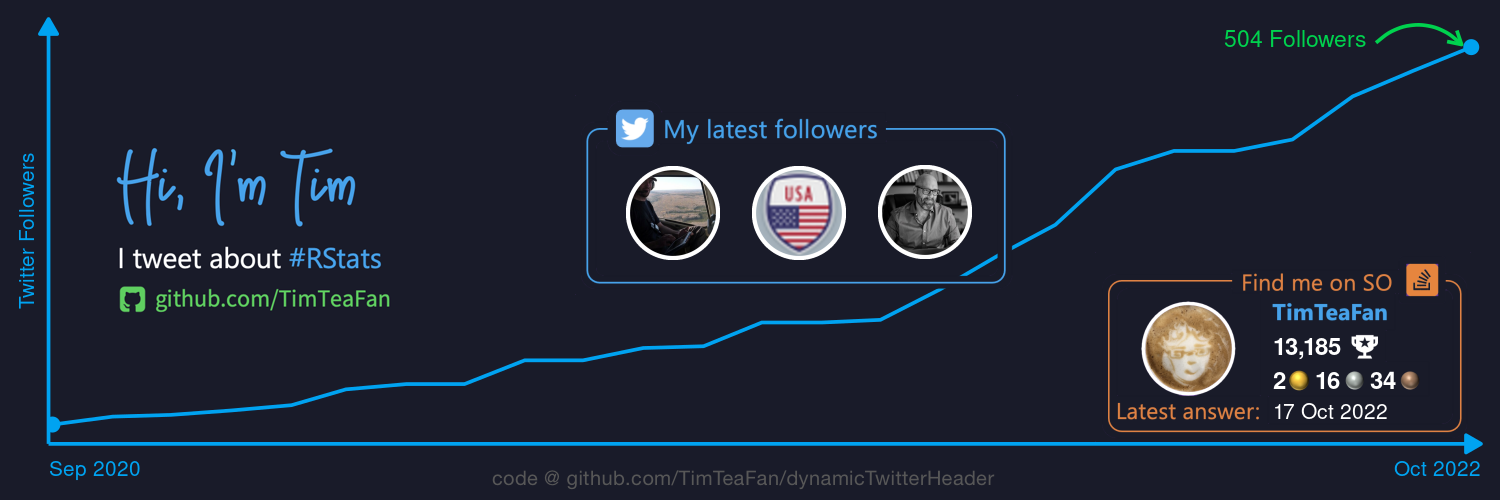 504 Followers
My latest followers
USA
Twitter Followers
Hi, I'm Tim
I tweet about #RStats
github.com/TimTeaFan
Find me on SO
TimTeaFan
13,185
2 16 34
Latest answer: 17 Oct 2022
Sep 2020
Oct 2022
code @ github.com/TimTeaFan/dynamicTwitterHeader